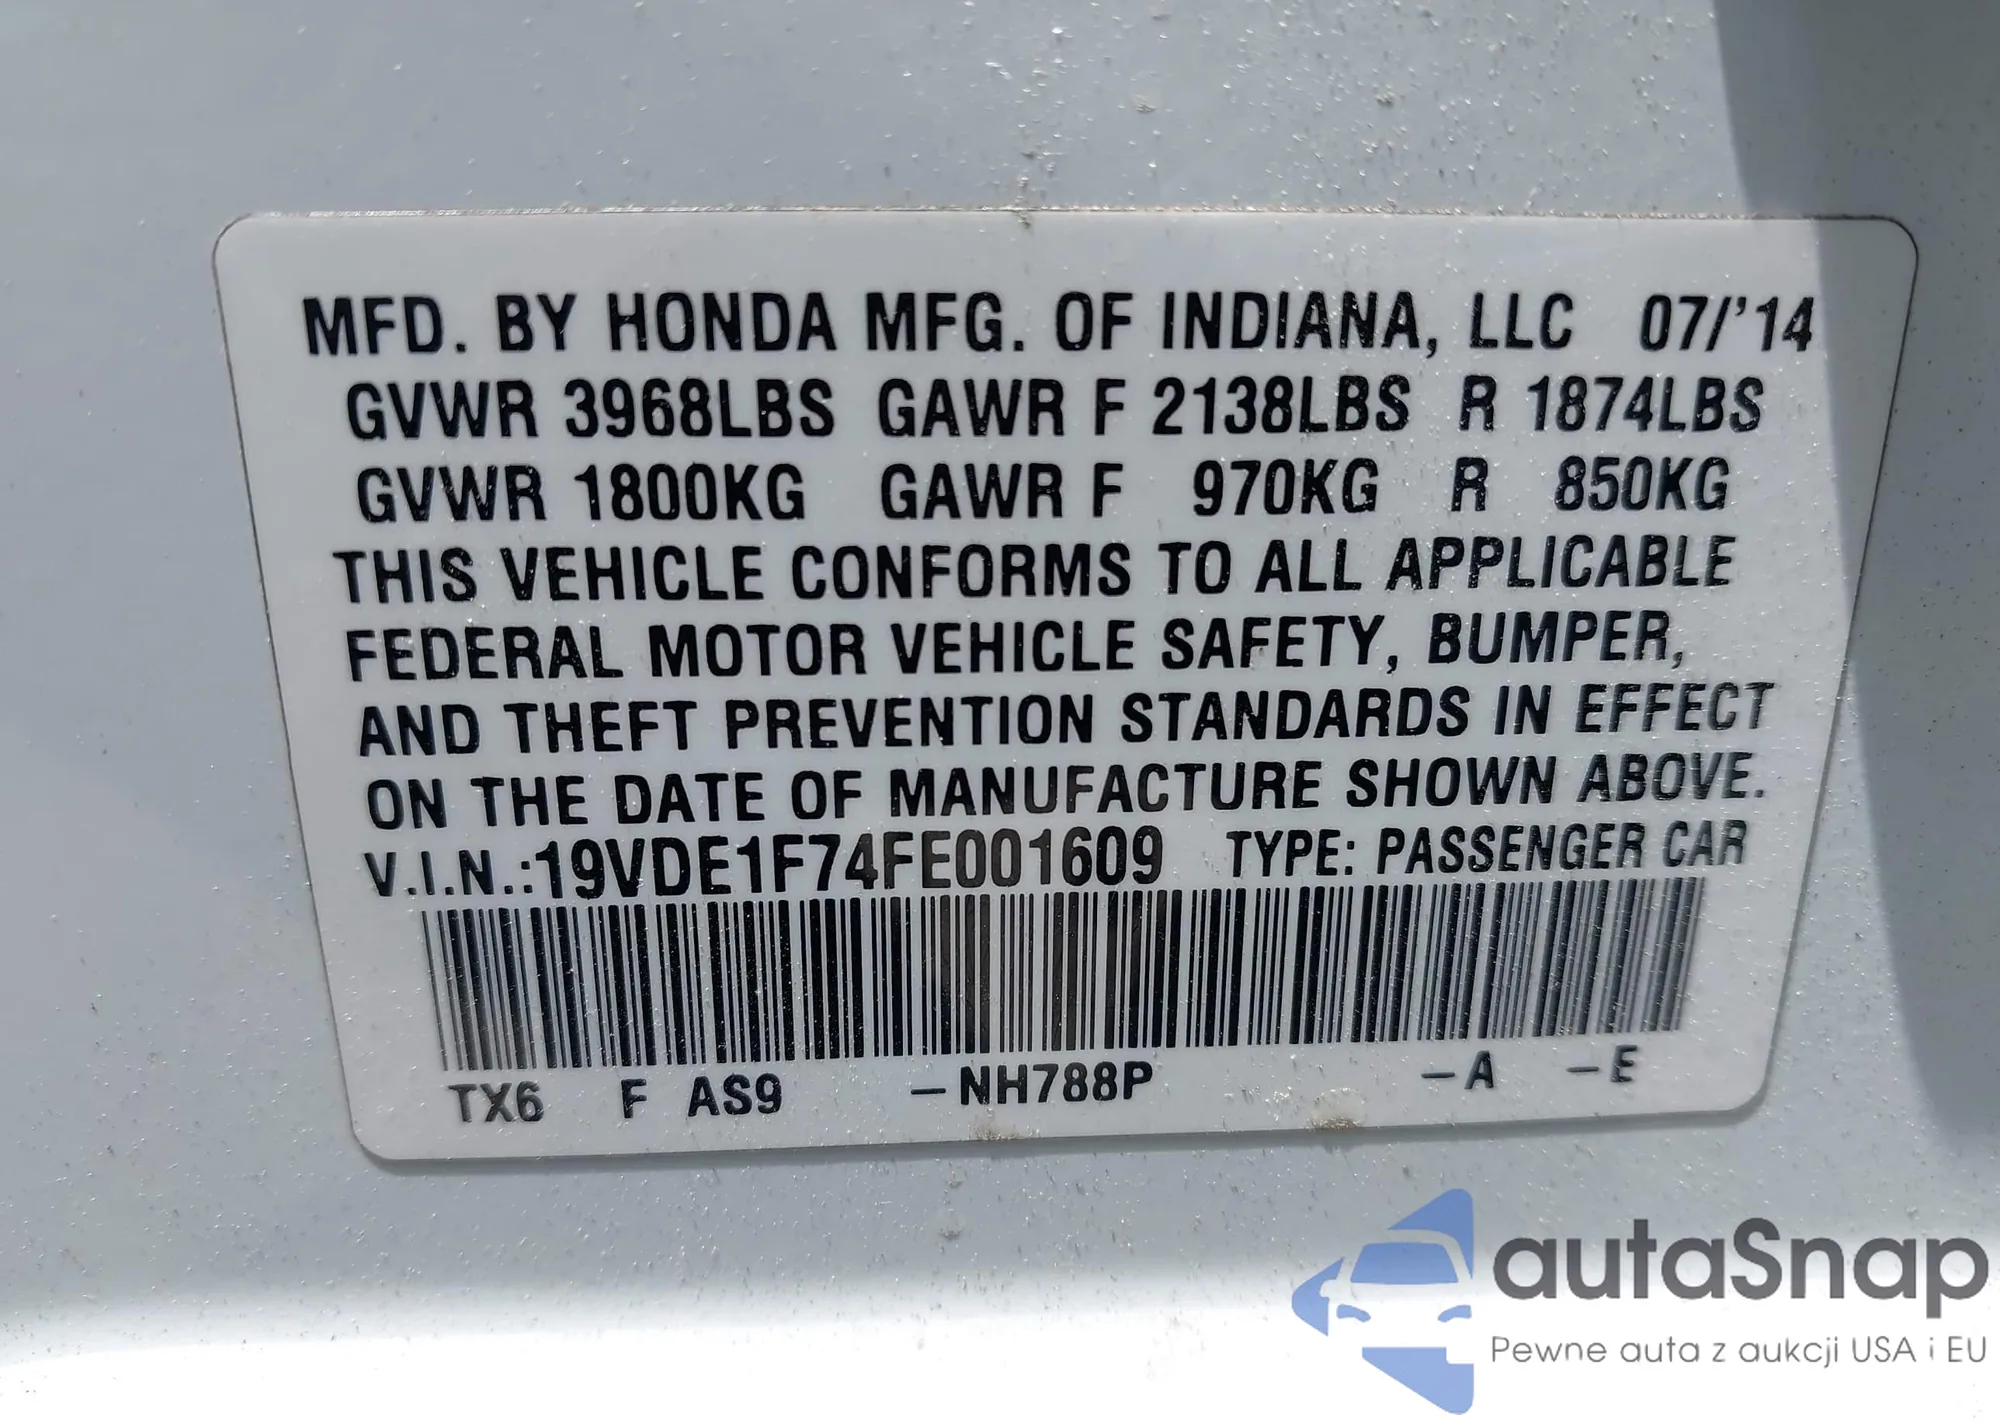 MFD. BY HONDA MFG. OF INDIANA, LLC 07/'14
GVWR 3968LBS GAWR F 2138LBS R 1874LBS
GVWR 1800KG GAWR F 970KG R 850KG
THIS VEHICLE CONFORMS TO ALL APPLICABLE
FEDERAL MOTOR VEHICLE SAFETY, BUMPER,
AND THEFT PREVENTION STANDARDS IN EFFECT
ON THE DATE OF MANUFACTURE SHOWN ABOVE.
V.I.N.:19VDE1F74FE001609 TYPE: PASSENGER CAR
TX6 F AS9 –NH788P –A –E
autaSnap
Pewne auta z aukcji USA i EU